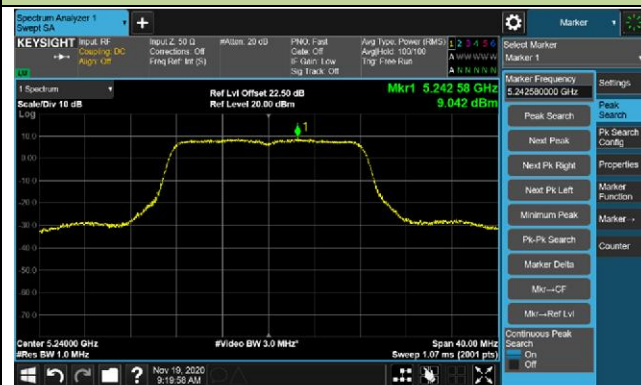 Spectrum Analyzer 1
Swept SA
Marker
KEYSIGHT
Input: RF
Coupling: DC
Align: Off
Input Z: 50 Ω
Corrections: Off
Freq Ref: Int (S)
#Atten: 20 dB
PNO: Fast
Gate: Off
IF Gain: Low
Sig Track: Off
Avg Type: Power (RMS)
Avg|Hold: 100/100
Trig: Free Run
1 2 3 4 5 6
A W W W W W
A N N N N N
Select Marker
Marker 1
LU
1 Spectrum
Scale/Div 10 dB
Log
Ref Lvl Offset 22.50 dB
Ref Level 20.00 dBm
Mkr1 5.242 58 GHz
9.042 dBm
1
10.0
0.00
-10.0
-20.0
-30.0
-40.0
-50.0
-60.0
-70.0
Center 5.24000 GHz
#Res BW 1.0 MHz
#Video BW 3.0 MHz*
Span 40.00 MHz
Sweep 1.07 ms (2001 pts)
Marker Frequency
5.242580000 GHz
Peak Search
Next Peak
Next Pk Right
Next Pk Left
Minimum Peak
Pk-Pk Search
Marker Delta
Mkr→CF
Mkr→Ref Lvl
Continuous Peak
Search
On
Off
Settings
Peak
Search
Pk Search
Config
Properties
Marker
Function
Marker→
Counter
?
Nov 19, 2020
9:19:58 AM